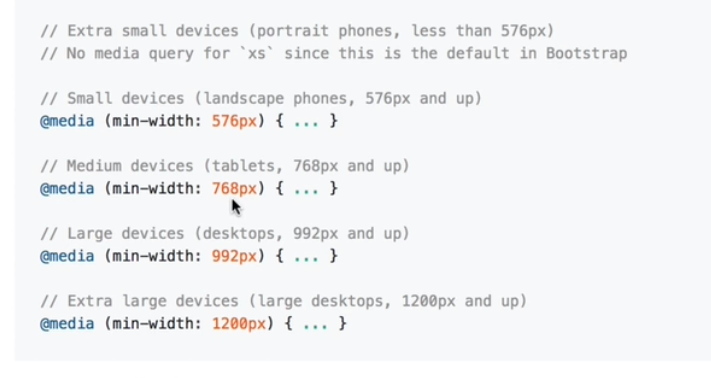 // Extra small devices (portrait phones, less than 576px)
// No media query for `xs` since this is the default in Bootstrap
// Small devices (landscape phones, 576px and up)
@media (min-width: 576px) { ... }
// Medium devices (tablets, 768px and up)
@media (min-width: 768px) { ... }
// Large devices (desktops, 992px and up)
@media (min-width: 992px) { ... }
// Extra large devices (large desktops, 1200px and up)
@media (min-width: 1200px) { ... }